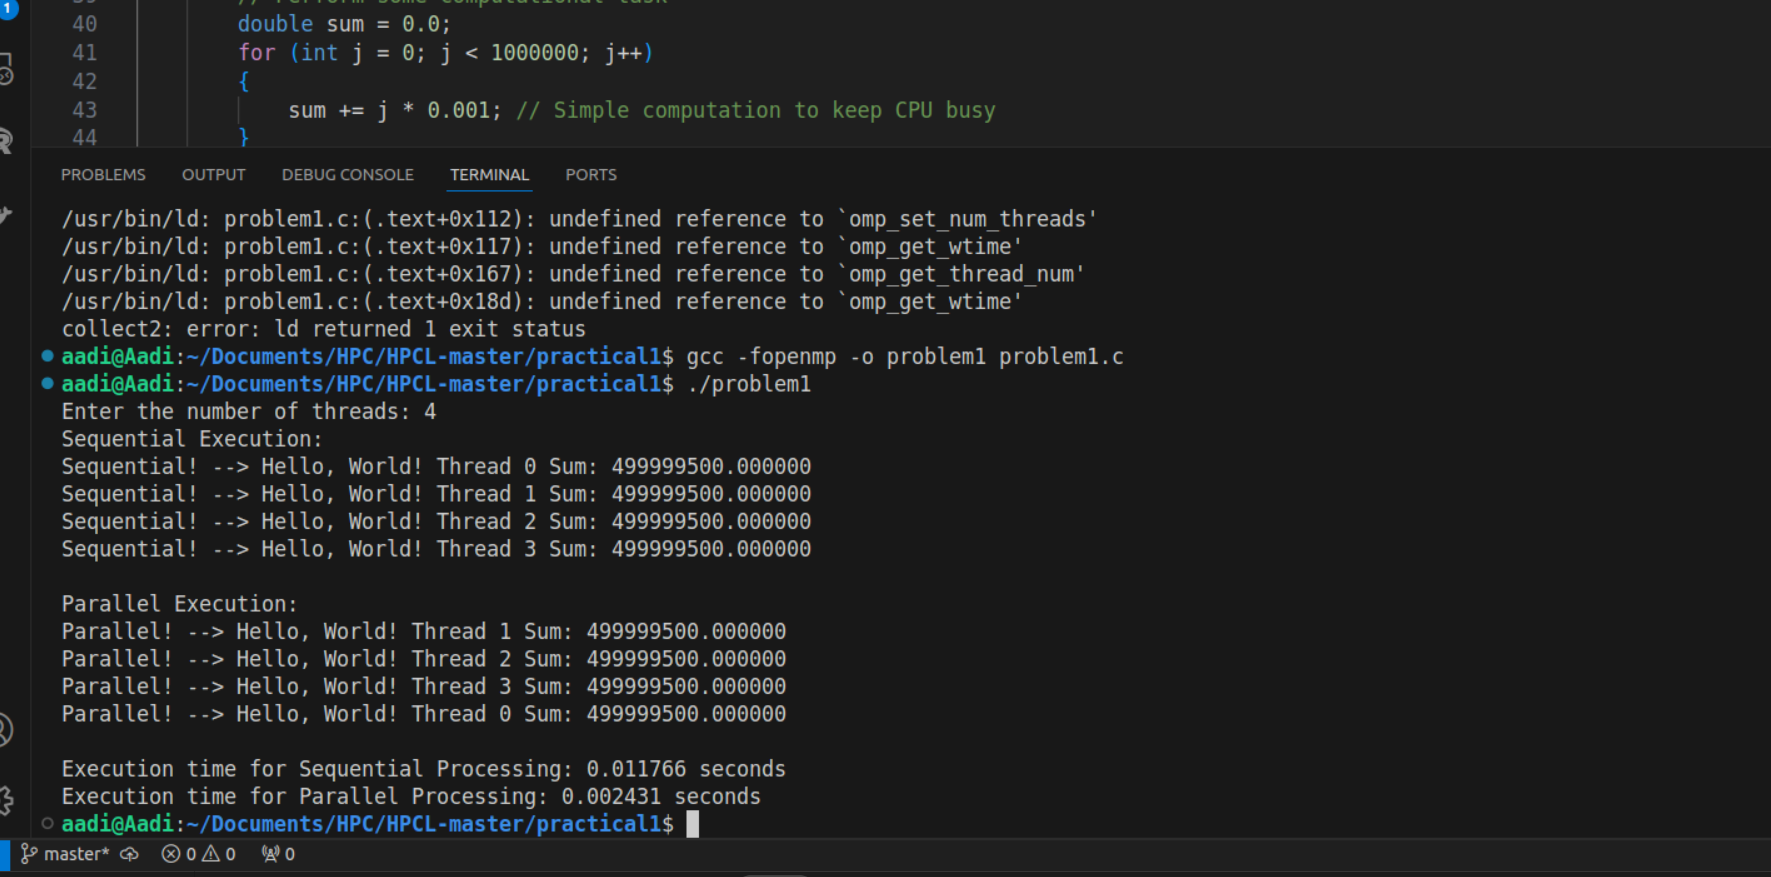 1
39 // Perform some computational task
40 double sum = 0.0;
41 for (int j = 0; j < 1000000; j++)
42 {
43 sum += j * 0.001; // Simple computation to keep CPU busy
44 }
PROBLEMS OUTPUT DEBUG CONSOLE TERMINAL PORTS
/usr/bin/ld: problem1.c:(.text+0x112): undefined reference to `omp_set_num_threads'
/usr/bin/ld: problem1.c:(.text+0x117): undefined reference to `omp_get_wtime'
/usr/bin/ld: problem1.c:(.text+0x167): undefined reference to `omp_get_thread_num'
/usr/bin/ld: problem1.c:(.text+0x18d): undefined reference to `omp_get_wtime'
collect2: error: ld returned 1 exit status
aadi@Aadi:~/Documents/HPC/HPCL-master/practical1$ gcc -fopenmp -o problem1 problem1.c
aadi@Aadi:~/Documents/HPC/HPCL-master/practical1$ ./problem1
Enter the number of threads: 4
Sequential Execution:
Sequential! --> Hello, World! Thread 0 Sum: 499999500.000000
Sequential! --> Hello, World! Thread 1 Sum: 499999500.000000
Sequential! --> Hello, World! Thread 2 Sum: 499999500.000000
Sequential! --> Hello, World! Thread 3 Sum: 499999500.000000
Parallel Execution:
Parallel! --> Hello, World! Thread 1 Sum: 499999500.000000
Parallel! --> Hello, World! Thread 2 Sum: 499999500.000000
Parallel! --> Hello, World! Thread 3 Sum: 499999500.000000
Parallel! --> Hello, World! Thread 0 Sum: 499999500.000000
Execution time for Sequential Processing: 0.011766 seconds
Execution time for Parallel Processing: 0.002431 seconds
aadi@Aadi:~/Documents/HPC/HPCL-master/practical1$
master* 0 0 0